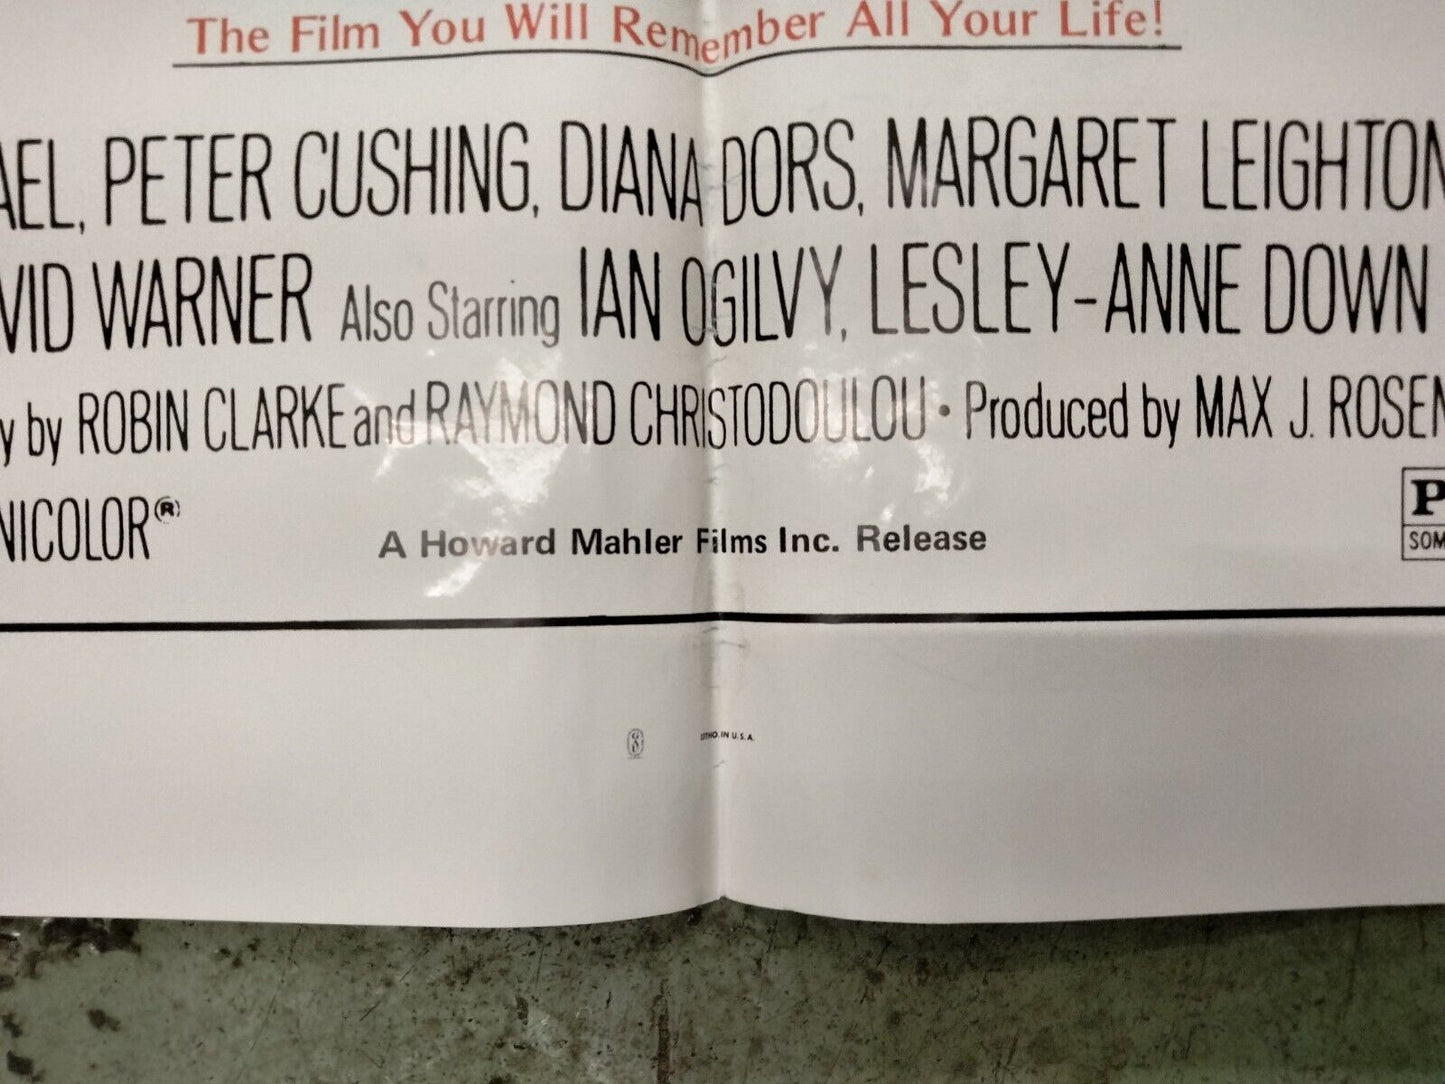 The Film You Will Remember All Your Life!
AEL, PETER CUSHING, DIANA DORS, MARGARET LEIGHTON
VID WARNER Also Starring IAN OGILVY, LESLEY-ANNE DOWN
y by ROBIN CLARKE and RAYMOND CHRISTODOULOU • Produced by MAX J. ROSEN
NICOLOR®
A Howard Mahler Films Inc. Release
P
SOM
LITHO. IN U.S.A.